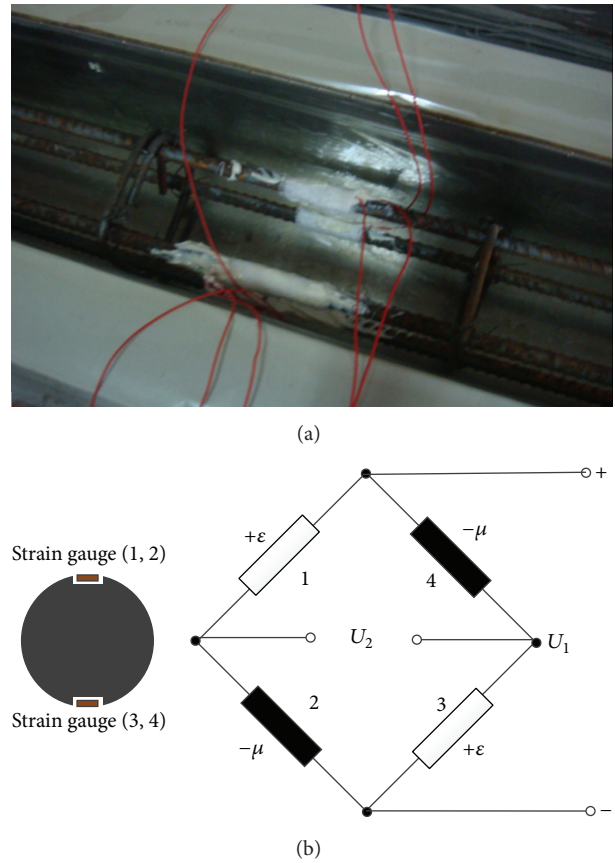 (a)
+
+ε
-μ
Strain gauge (1, 2)
1
4
U2
U1
2
3
Strain gauge (3, 4)
-μ
+ε
-
(b)